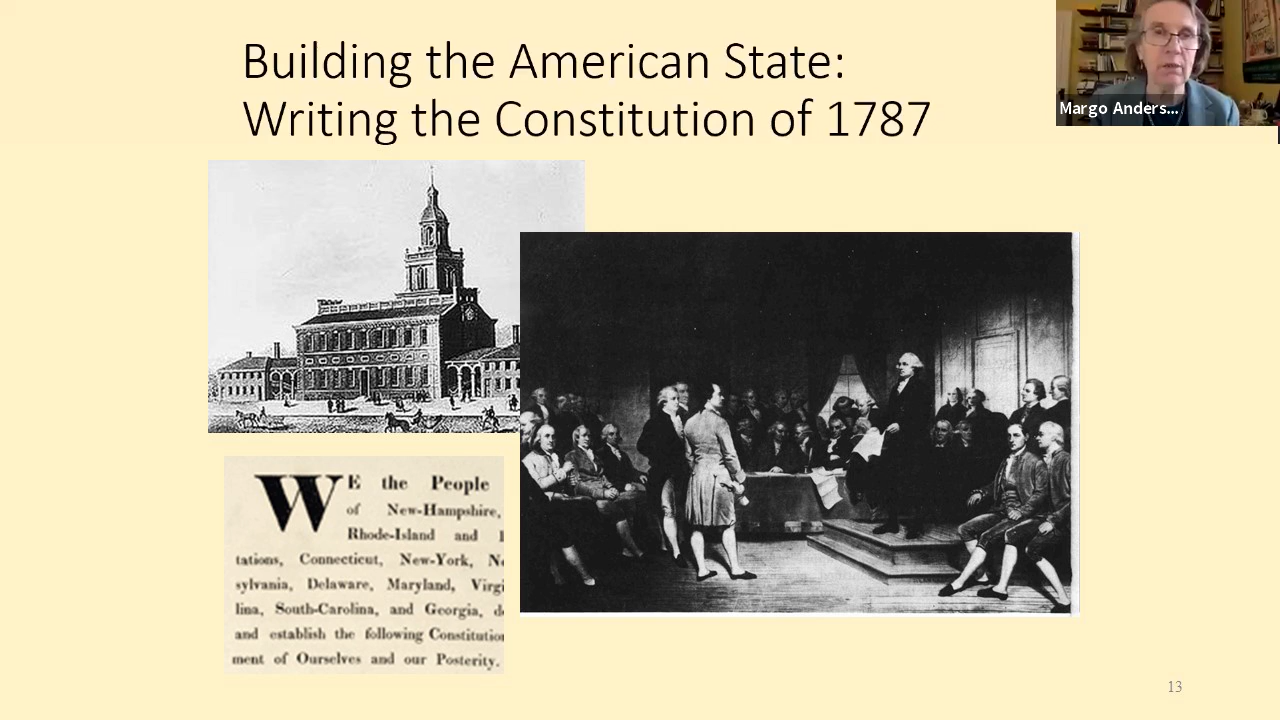 Building the American State:
Writing the Constitution of 1787
Margo Anders...
WE the People
of New-Hampshire,
Rhode-Island and
tations, Connecticut, New-York,
sylvania, Delaware, Maryland, Virgi
lina, South-Carolina, and Georgia,
and establish the following Constitution
ment of Ourselves and our Posterity.
13